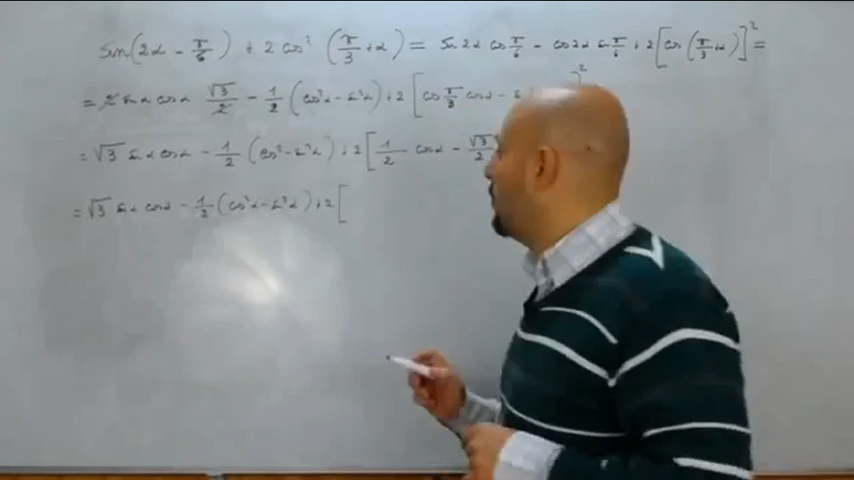 sin(2α - π/6) + 2 cos² (π/3 + α) = sin 2α cos π/6 - cos 2α sin π/6 + 2[cos (π/3 + α)]² =
= 2 sin α cos α √3/2 - 1/2 (cos²α - sin²α) + 2[cos π/3 cos α - s ]²
= √3 sin α cos α - 1/2 (cos²α - sin²α) + 2[1/2 cos α - √3/2
= √3 sin α cos α - 1/2 (cos²α - sin²α) + 2[